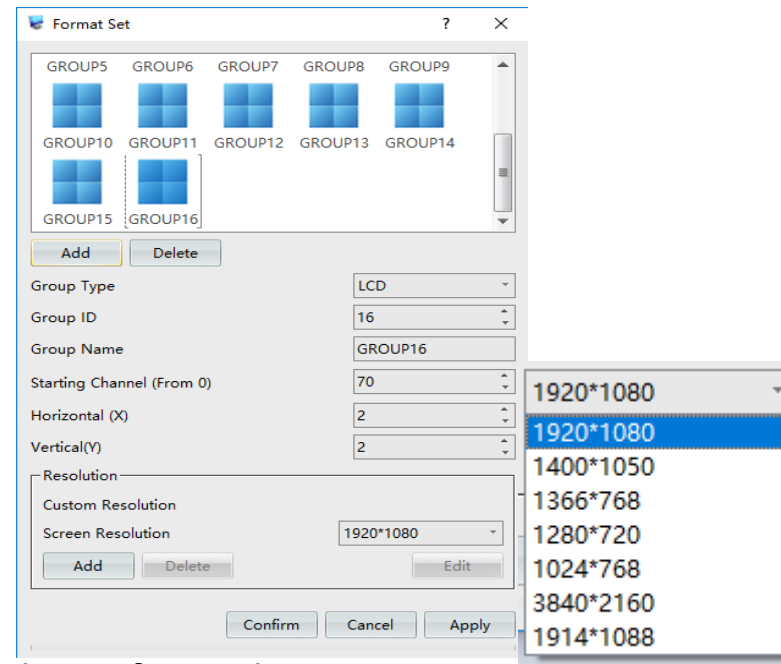 Format Set ? ×
GROUP5 GROUP6 GROUP7 GROUP8 GROUP9
GROUP10 GROUP11 GROUP12 GROUP13 GROUP14
GROUP15 GROUP16
Add Delete
Group Type LCD
Group ID 16
Group Name GROUP16
Starting Channel (From 0) 70
Horizontal (X) 2
Vertical(Y) 2
Resolution
Custom Resolution
Screen Resolution 1920*1080
Add Delete Edit
Confirm Cancel Apply
1920*1080
1920*1080
1400*1050
1366*768
1280*720
1024*768
3840*2160
1914*1088